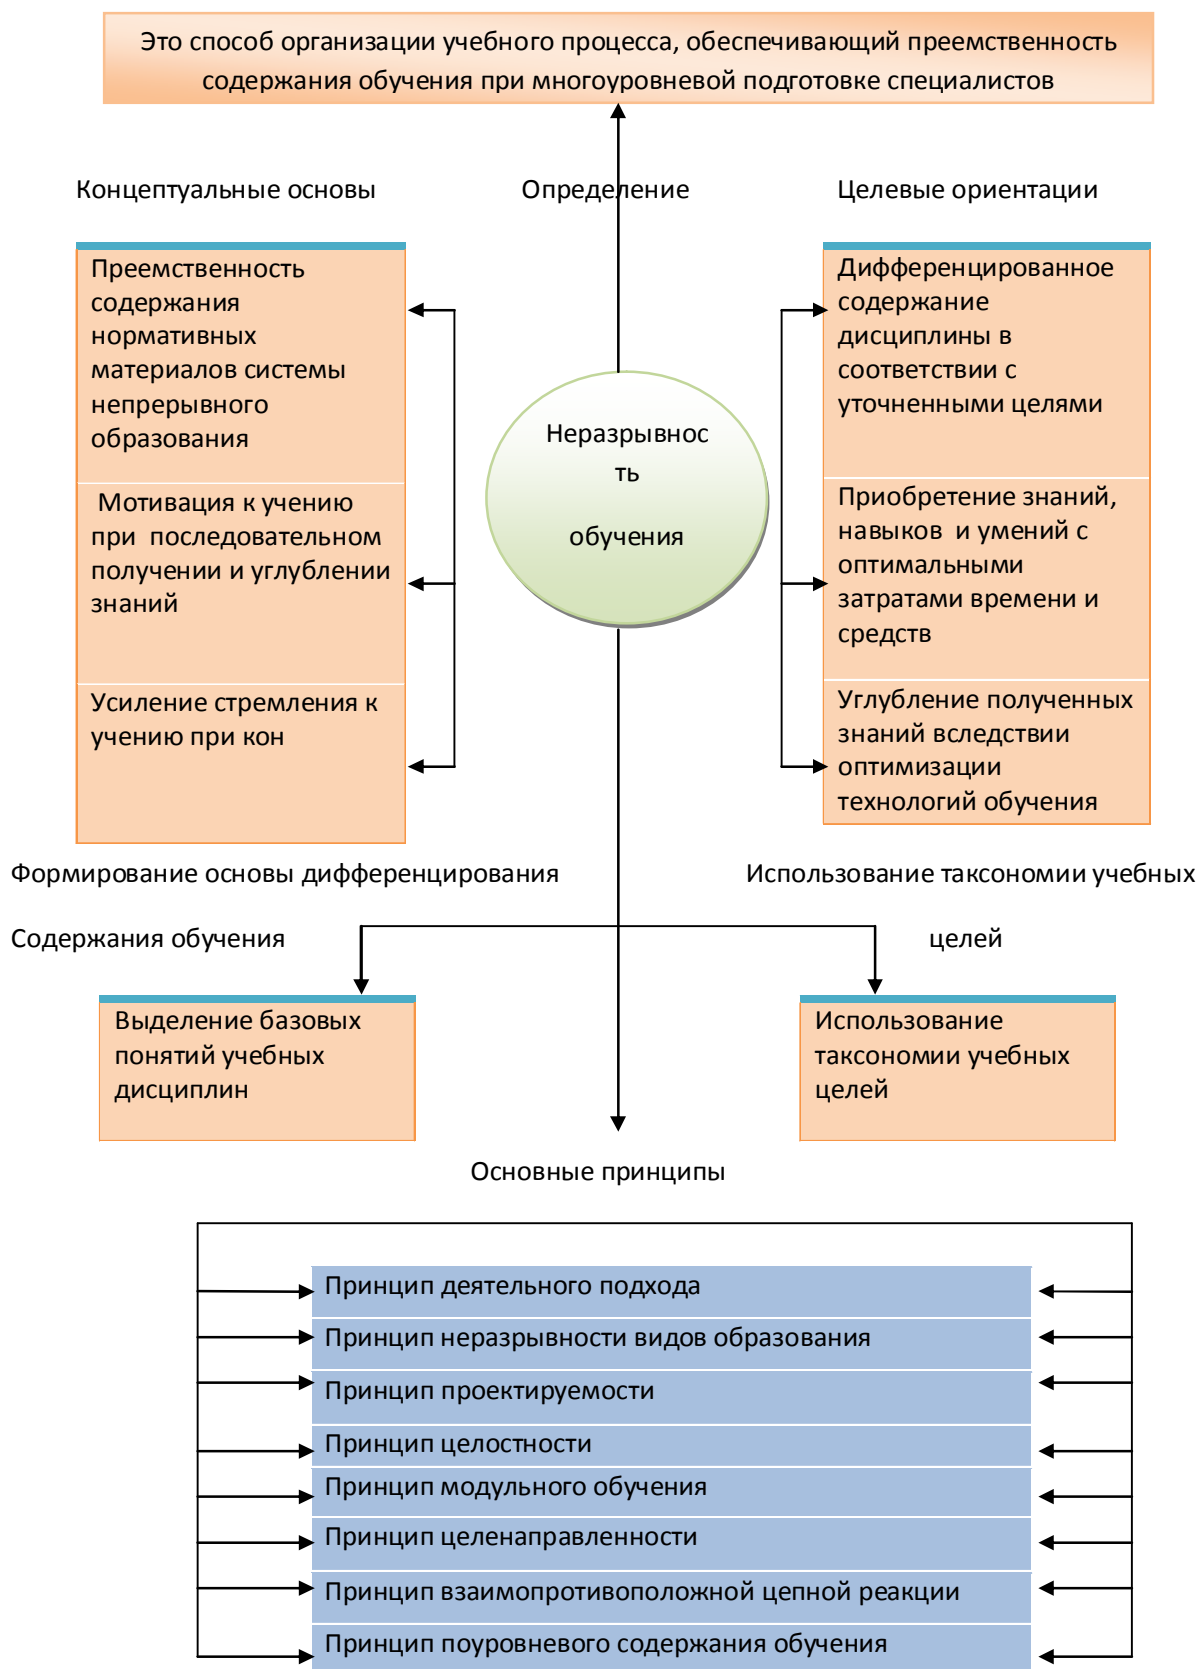 Это способ организации учебного процесса, обеспечивающий преемственность
содержания обучения при многоуровневой подготовке специалистов
Концептуальные основы
Определение
Целевые ориентации
Преемственность
содержания
нормативных
материалов системы
непрерывного
образования
Мотивация к учению
при последовательном
получении и углублении
знаний
Усиление стремления к
учению при кон
Неразрывнос
ть
обучения
Дифференцированное
содержание
дисциплины в
соответствии с
уточненными целями
Приобретение знаний,
навыков и умений с
оптимальными
затратами времени и
средств
Углубление полученных
знаний вследствии
оптимизации
технологий обучения
Формирование основы дифференцирования
Использование таксономии учебных
Содержания обучения
целей
Выделение базовых
понятий учебных
дисциплин
Использование
таксономии учебных
целей
Основные принципы
Принцип деятельного подхода
Принцип неразрывности видов образования
Принцип проектируемости
Принцип целостности
Принцип модульного обучения
Принцип целенаправленности
Принцип взаимопротивоположной цепной реакции
Принцип поуровневого содержания обучения